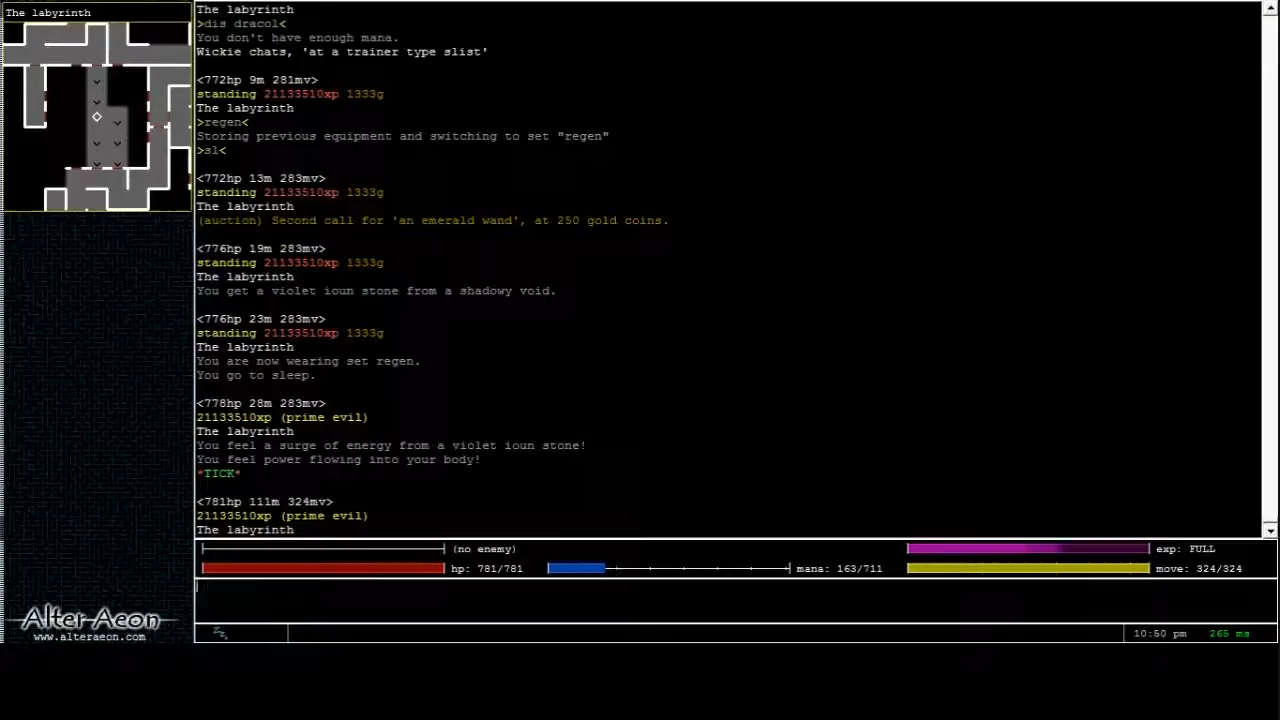 The labyrinth
The labyrinth
>dis dracol<
You don't have enough mana.
Wickie chats, 'at a trainer type slist'
<772hp 9m 281mv>
standing 21133510xp 1333g
The labyrinth
>regen<
Storing previous equipment and switching to set "regen"
>sl<
<772hp 13m 283mv>
standing 21133510xp 1333g
The labyrinth
(auction) Second call for 'an emerald wand', at 250 gold coins.
<776hp 19m 283mv>
standing 21133510xp 1333g
The labyrinth
You get a violet ioun stone from a shadowy void.
<776hp 23m 283mv>
standing 21133510xp 1333g
The labyrinth
You are now wearing set regen.
You go to sleep.
<778hp 28m 283mv>
21133510xp (prime evil)
The labyrinth
You feel a surge of energy from a violet ioun stone!
You feel power flowing into your body!
*TICK*
<781hp 111m 324mv>
21133510xp (prime evil)
The labyrinth
(no enemy) exp: FULL
hp: 781/781 mana: 163/711 move: 324/324
Alter Aeon
www.alteraeon.com
10:50 pm 265 ms